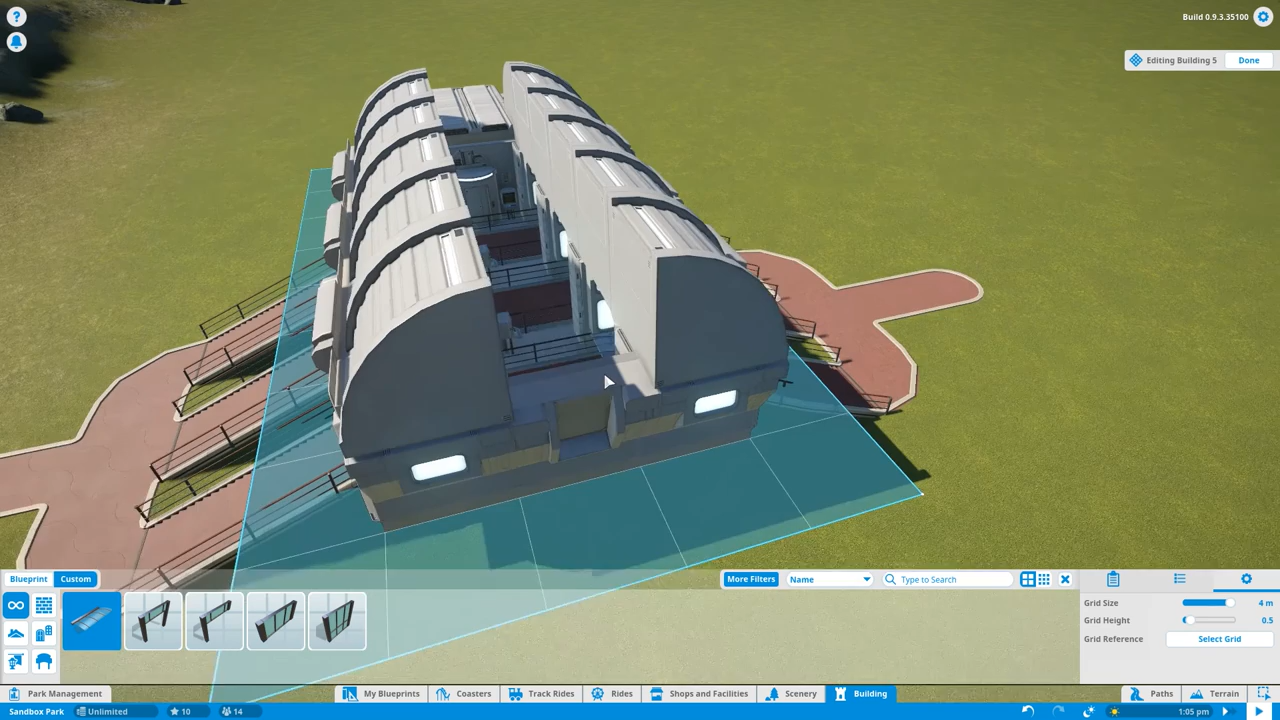 ?
Build 0.9.3.35100
Editing Building 5
Done
Blueprint
Custom
More Filters
Name
Type to Search
Grid Size
4 m
Grid Height
0.5
Grid Reference
Select Grid
Park Management
My Blueprints
Coasters
Track Rides
Rides
Shops and Facilities
Scenery
Building
Paths
Terrain
Sandbox Park
Unlimited
10
14
1:05 pm